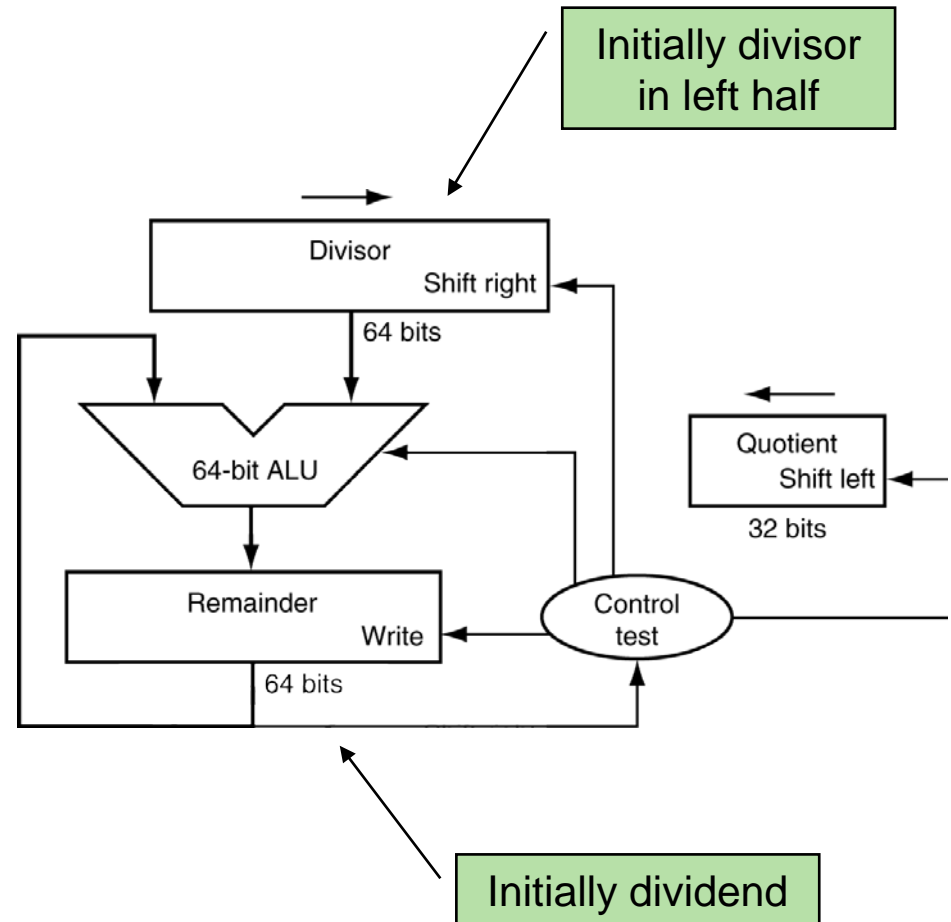 Initially divisor
in left half
Divisor
Shift right
64 bits
64-bit ALU
Quotient
Shift left
32 bits
Remainder
Write
Control
test
64 bits
Initially dividend